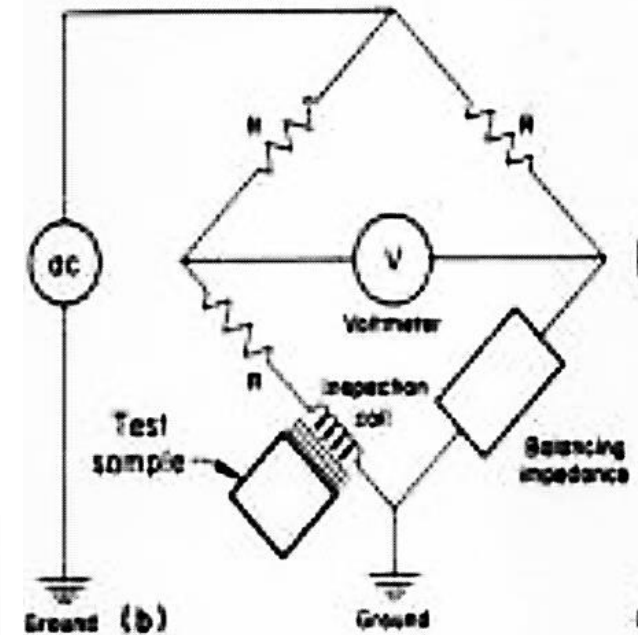 R
R
dc
V
Voltmeter
R
Inspection
coil
Test
sample
Balancing
impedance
Ground (b)
Ground